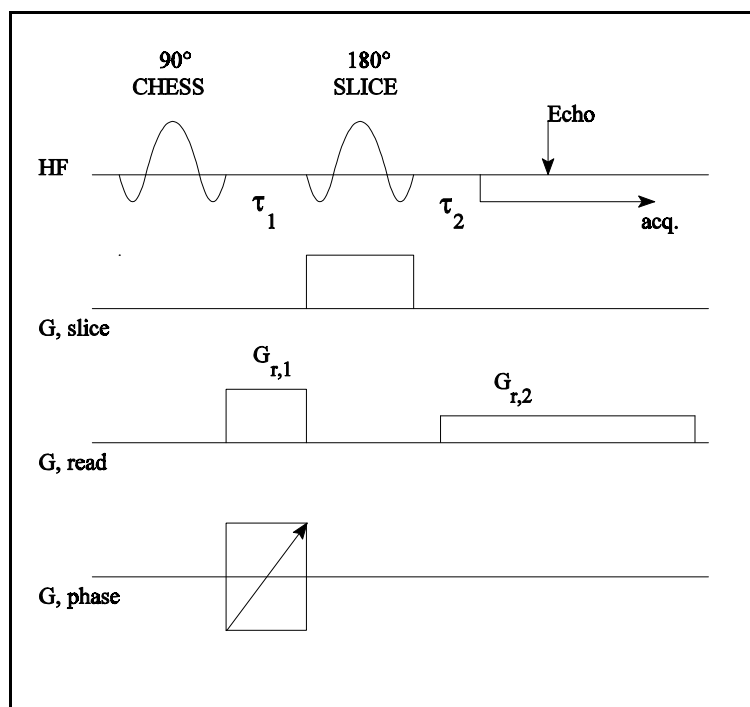 90° 180°
CHESS SLICE
Echo
HF
τ1 τ2
acq.
G, slice
Gr,1
Gr,2
G, read
G, phase